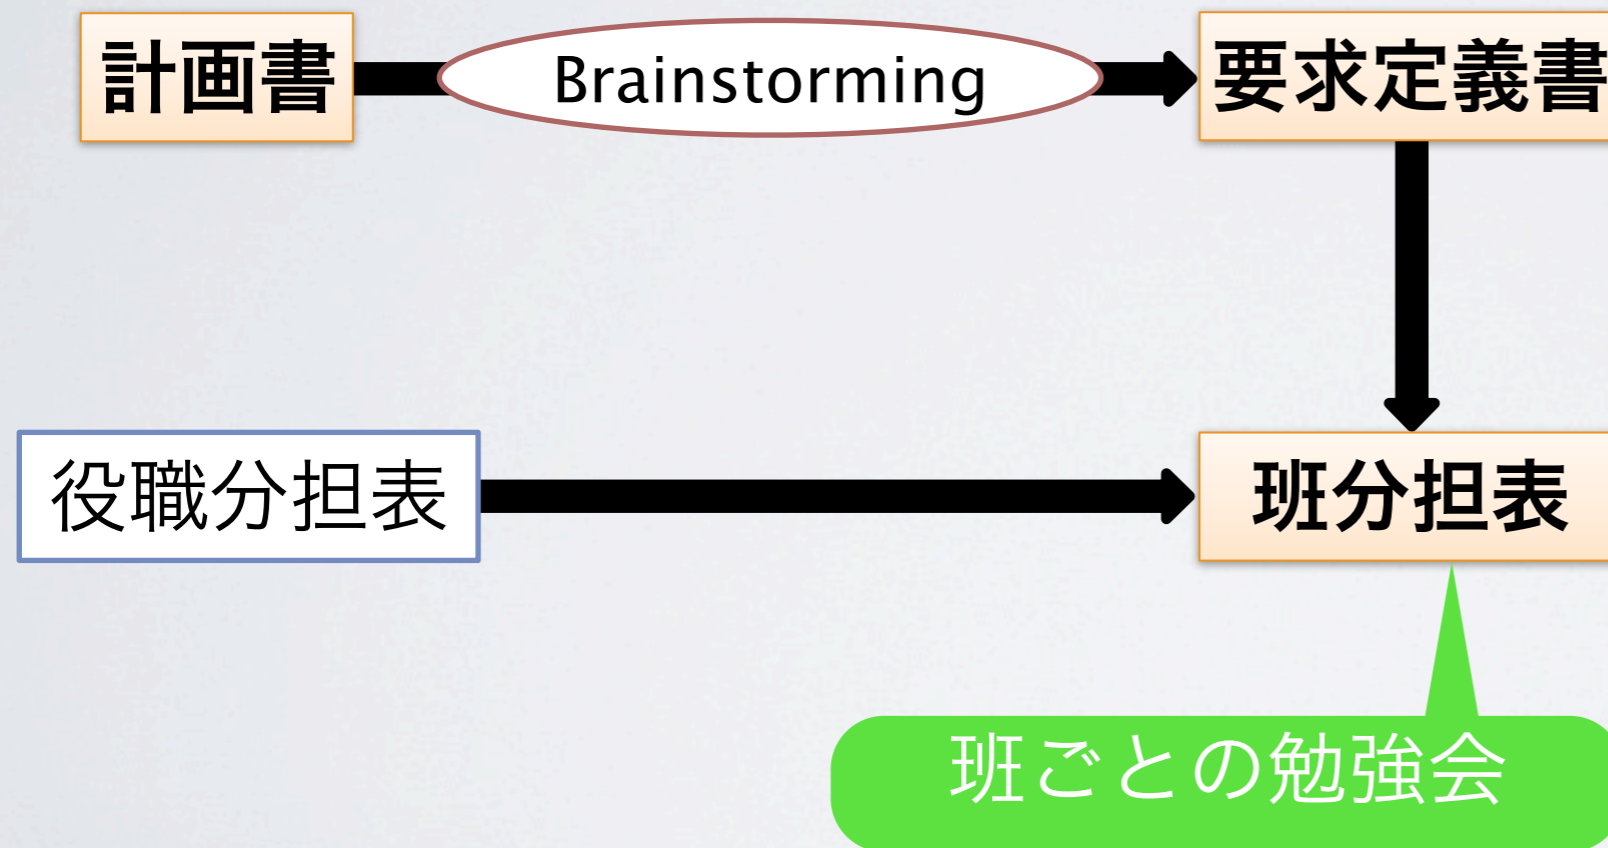 計画書
Brainstorming
要求定義書
役職分担表
班分担表
班ごとの勉強会